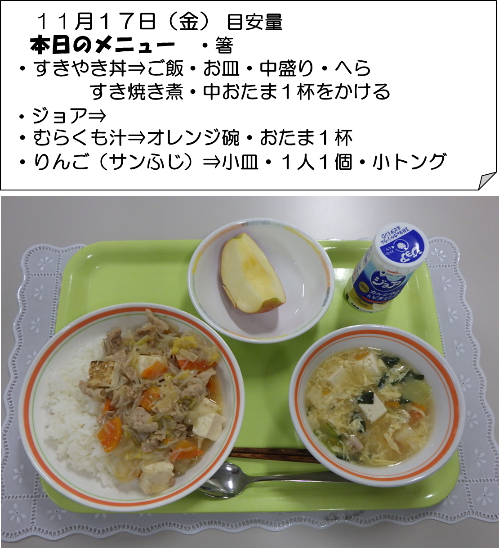 １１月１７日（金） 目安量
本日のメニュー ・箸
・すきやき丼⇒ご飯・お皿・中盛り・へら
すき焼き煮・中おたま１杯をかける
・ジョア⇒
・むらくも汁⇒オレンジ碗・おたま１杯
・りんご（サンふじ）⇒小皿・１人１個・小トング
ジョア